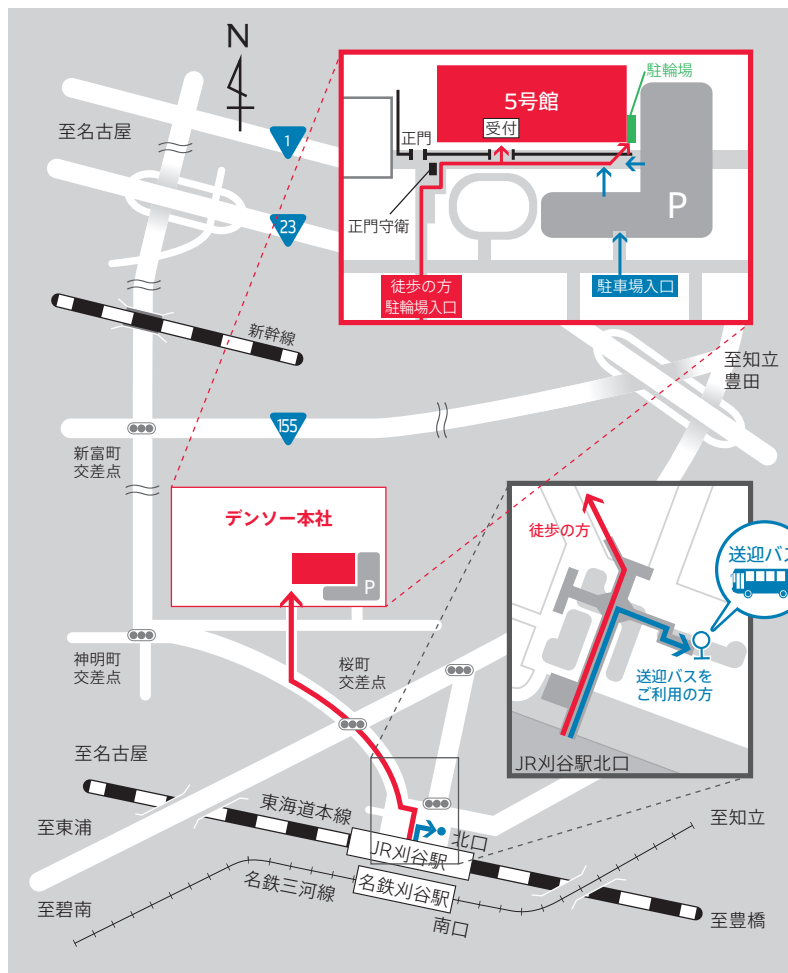 N
至名古屋
1
23
新幹線
5号館
駐輪場
正門
受付
正門守衛
P
徒歩の方
駐輪場入口
駐車場入口
至知立
豊田
155
新富町
交差点
デンソー本社
P
神明町
交差点
桜町
交差点
徒歩の方
送迎バス
送迎バスを
ご利用の方
JR刈谷駅北口
至名古屋
東海道本線
北口
至知立
至東浦
JR刈谷駅
名鉄三河線
名鉄刈谷駅
至碧南
南口
至豊橋